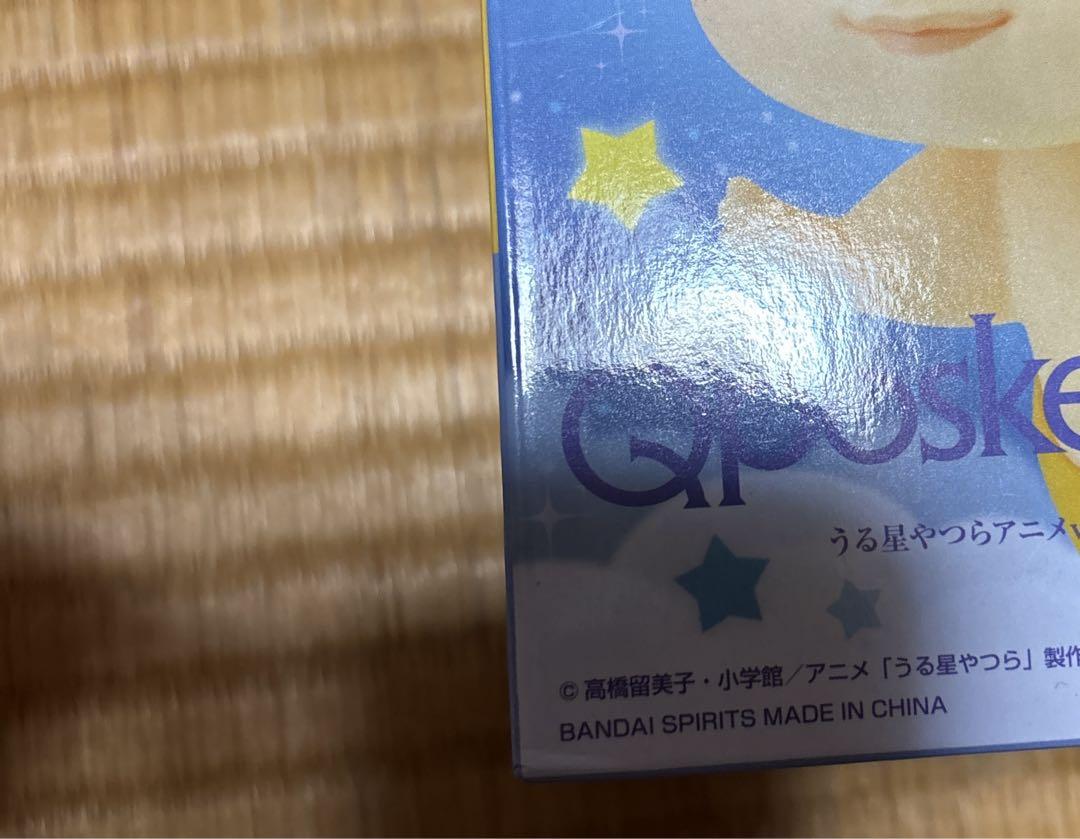 Qposke
うる星やつらアニメ
© 高橋留美子・小学館／アニメ「うる星やつら」製作
BANDAI SPIRITS MADE IN CHINA